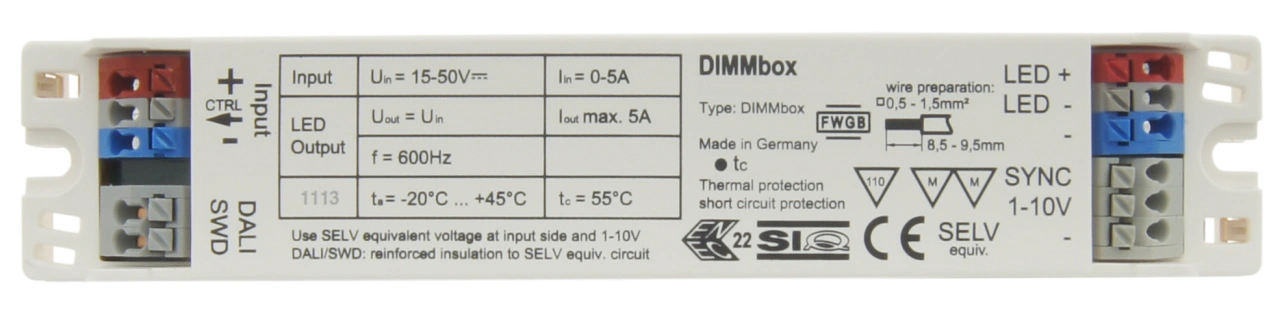 +
CTRL
-
Input
DALI
SWD
Input Uin = 15-50V Iin = 0-5A
LED Output Uout = Uin Iout max. 5A
f = 600Hz
1113 ta= -20°C ... +45°C tc = 55°C
Use SELV equivalent voltage at input side and 1-10V
DALI/SWD: reinforced insulation to SELV equiv. circuit
DIMMbox
Type: DIMMbox
FWGB
Made in Germany
tc
Thermal protection
short circuit protection
wire preparation:
0,5 - 1,5mm²
8,5 - 9,5mm
110
M M
ENEC 22 SIQ CE
SELV
equiv.
LED +
LED -
-
SYNC
1-10V
-